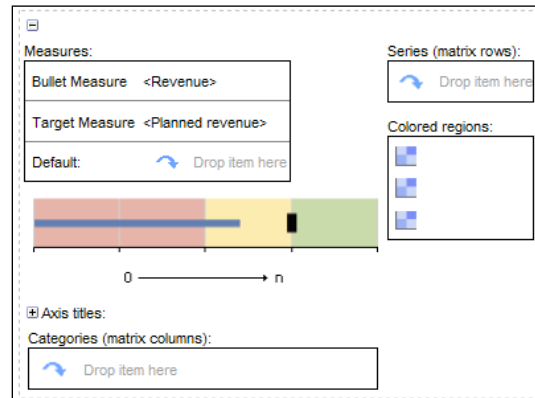 Measures:
Bullet Measure <Revenue>
Target Measure <Planned revenue>
Default: Drop item here
Series (matrix rows):
Drop item here
Colored regions:
0 n
Axis titles:
Categories (matrix columns):
Drop item here